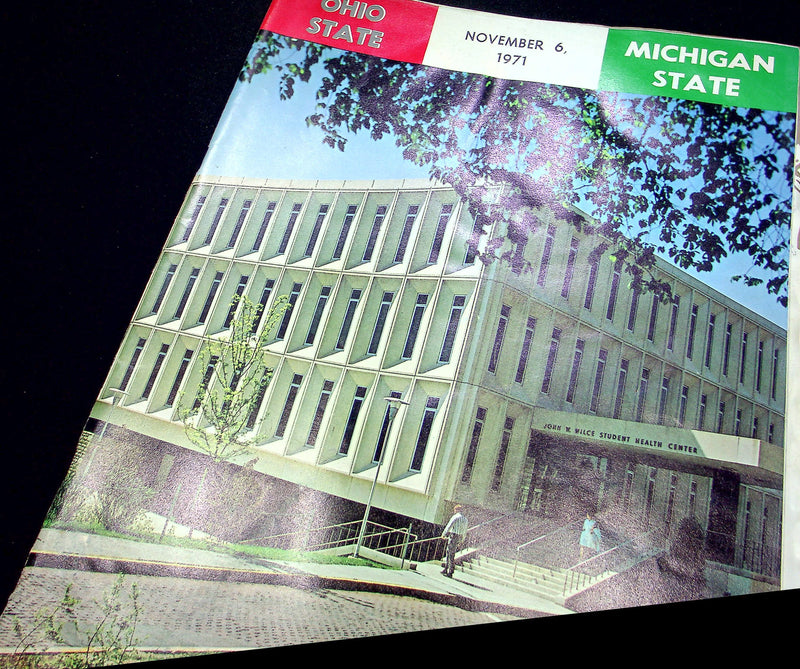 OHIO
STATE
NOVEMBER 6,
1971
MICHIGAN
STATE
JOHN W. WILCE STUDENT HEALTH CENTER